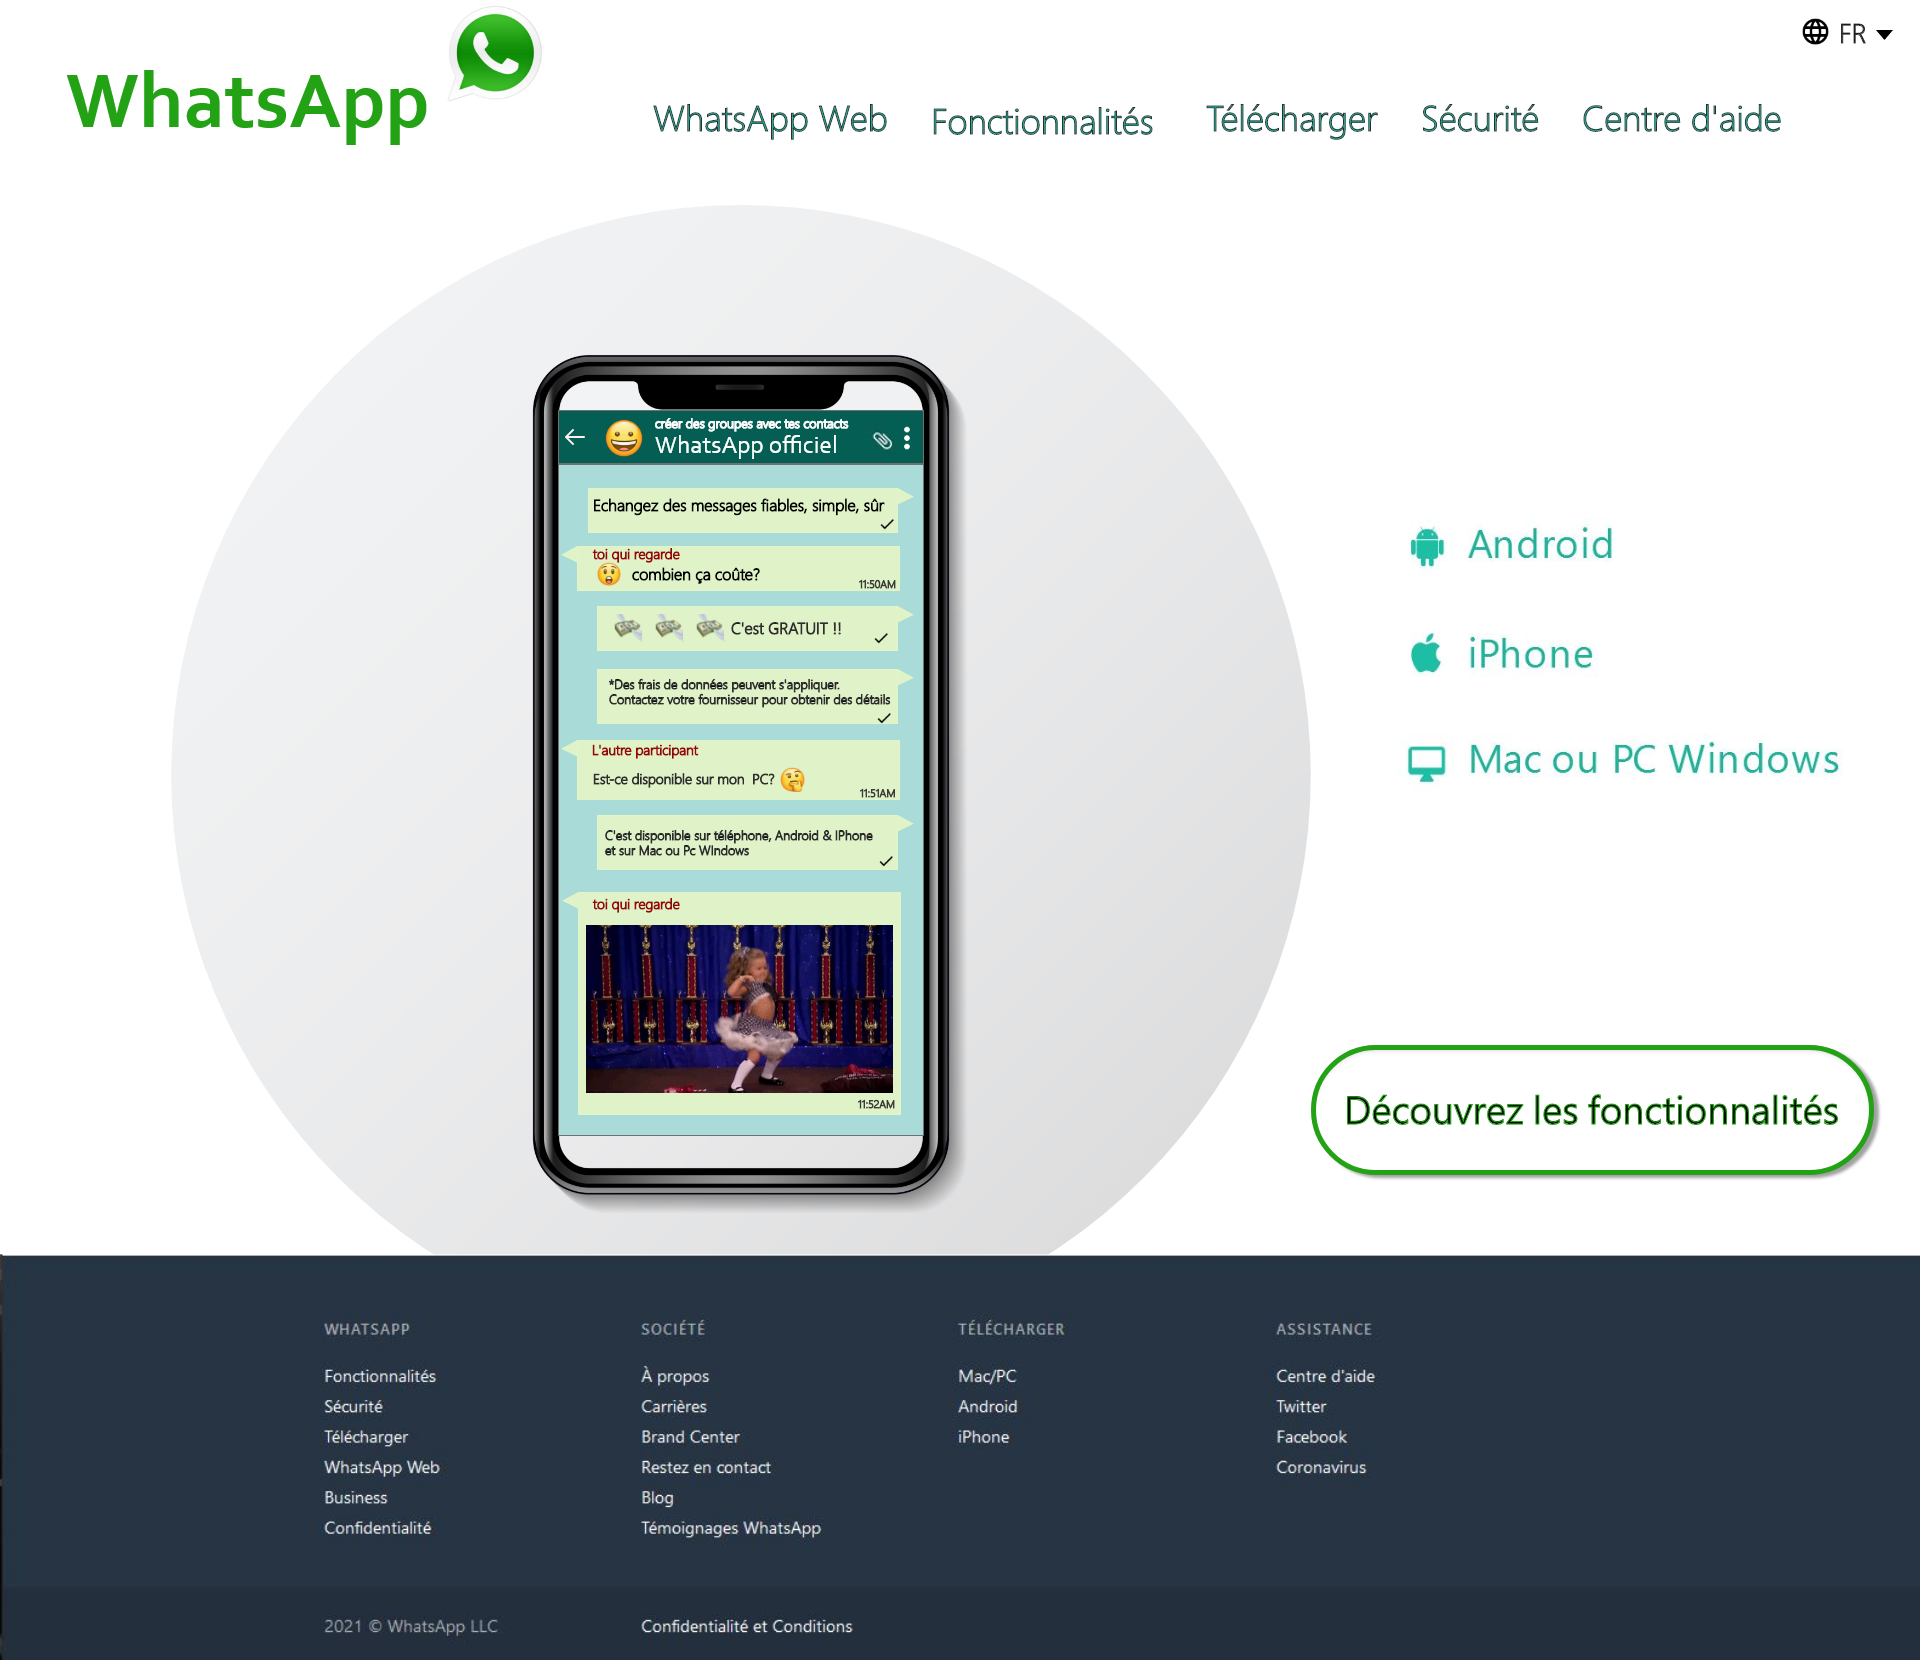 FR
WhatsApp
WhatsApp Web
Fonctionnalités
Télécharger
Sécurité
Centre d'aide
créer des groupes avec tes contacts
WhatsApp officiel
Echangez des messages fiables, simple, sûr
toi qui regarde
combien ça coûte?
11:50AM
C'est GRATUIT !!
*Des frais de données peuvent s'appliquer.
Contactez votre fournisseur pour obtenir des détails
L'autre participant
Est-ce disponible sur mon PC?
11:51AM
C'est disponible sur téléphone, Android & IPhone
et sur Mac ou Pc WIndows
toi qui regarde
11:52AM
Android
iPhone
Mac ou PC Windows
Découvrez les fonctionnalités
WHATSAPP
Fonctionnalités
Sécurité
Télécharger
WhatsApp Web
Business
Confidentialité
SOCIÉTÉ
À propos
Carrières
Brand Center
Restez en contact
Blog
Témoignages WhatsApp
TÉLÉCHARGER
Mac/PC
Android
iPhone
ASSISTANCE
Centre d'aide
Twitter
Facebook
Coronavirus
2021 © WhatsApp LLC
Confidentialité et Conditions